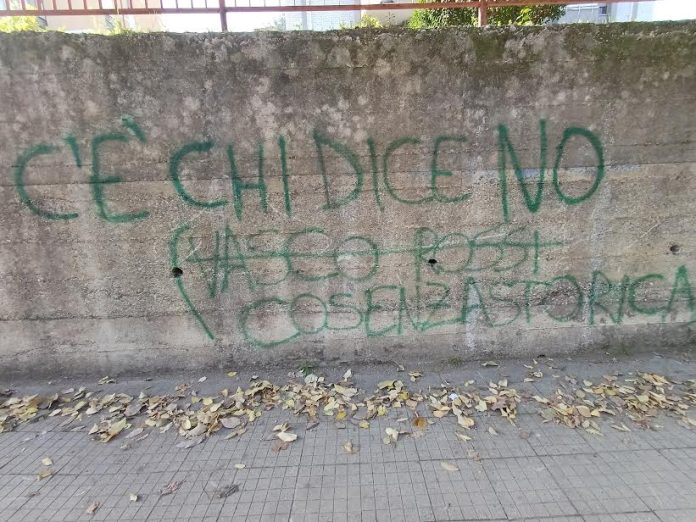 C'È CHI DICE NO
(VASCO ROSSI
COSENZA STORICA